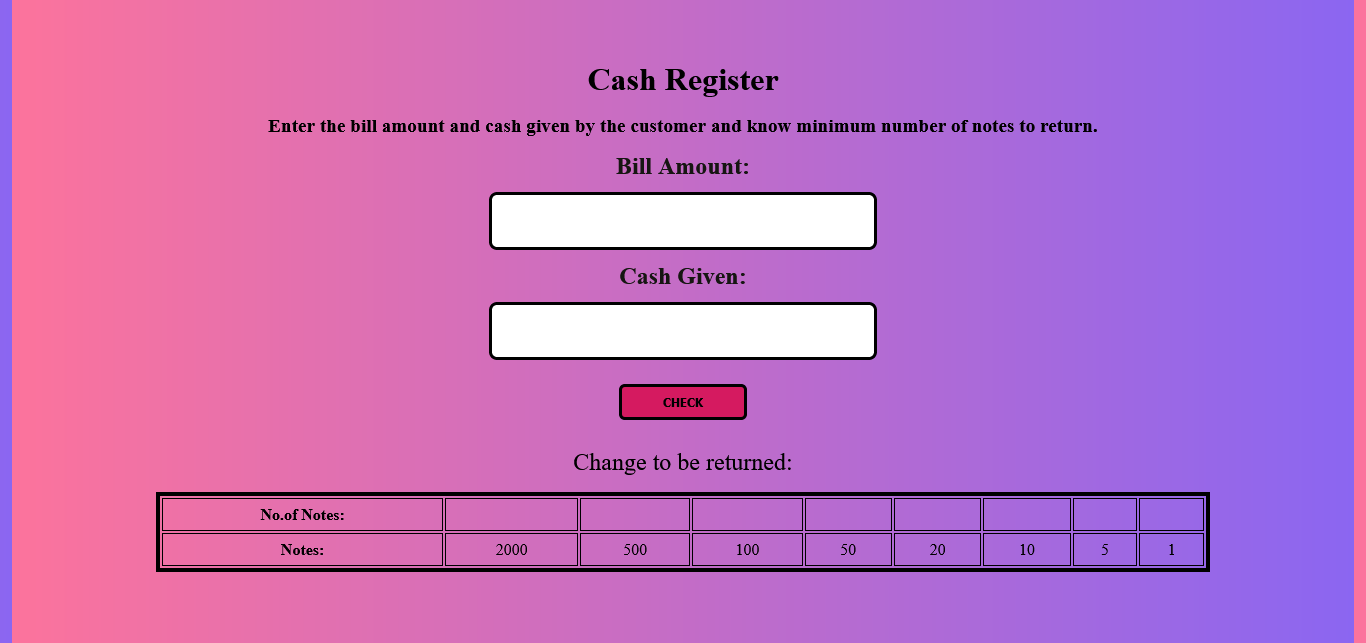 Cash Register
Enter the bill amount and cash given by the customer and know minimum number of notes to return.
Bill Amount:
Cash Given:
CHECK
Change to be returned:
No.of Notes:
Notes: 2000 500 100 50 20 10 5 1